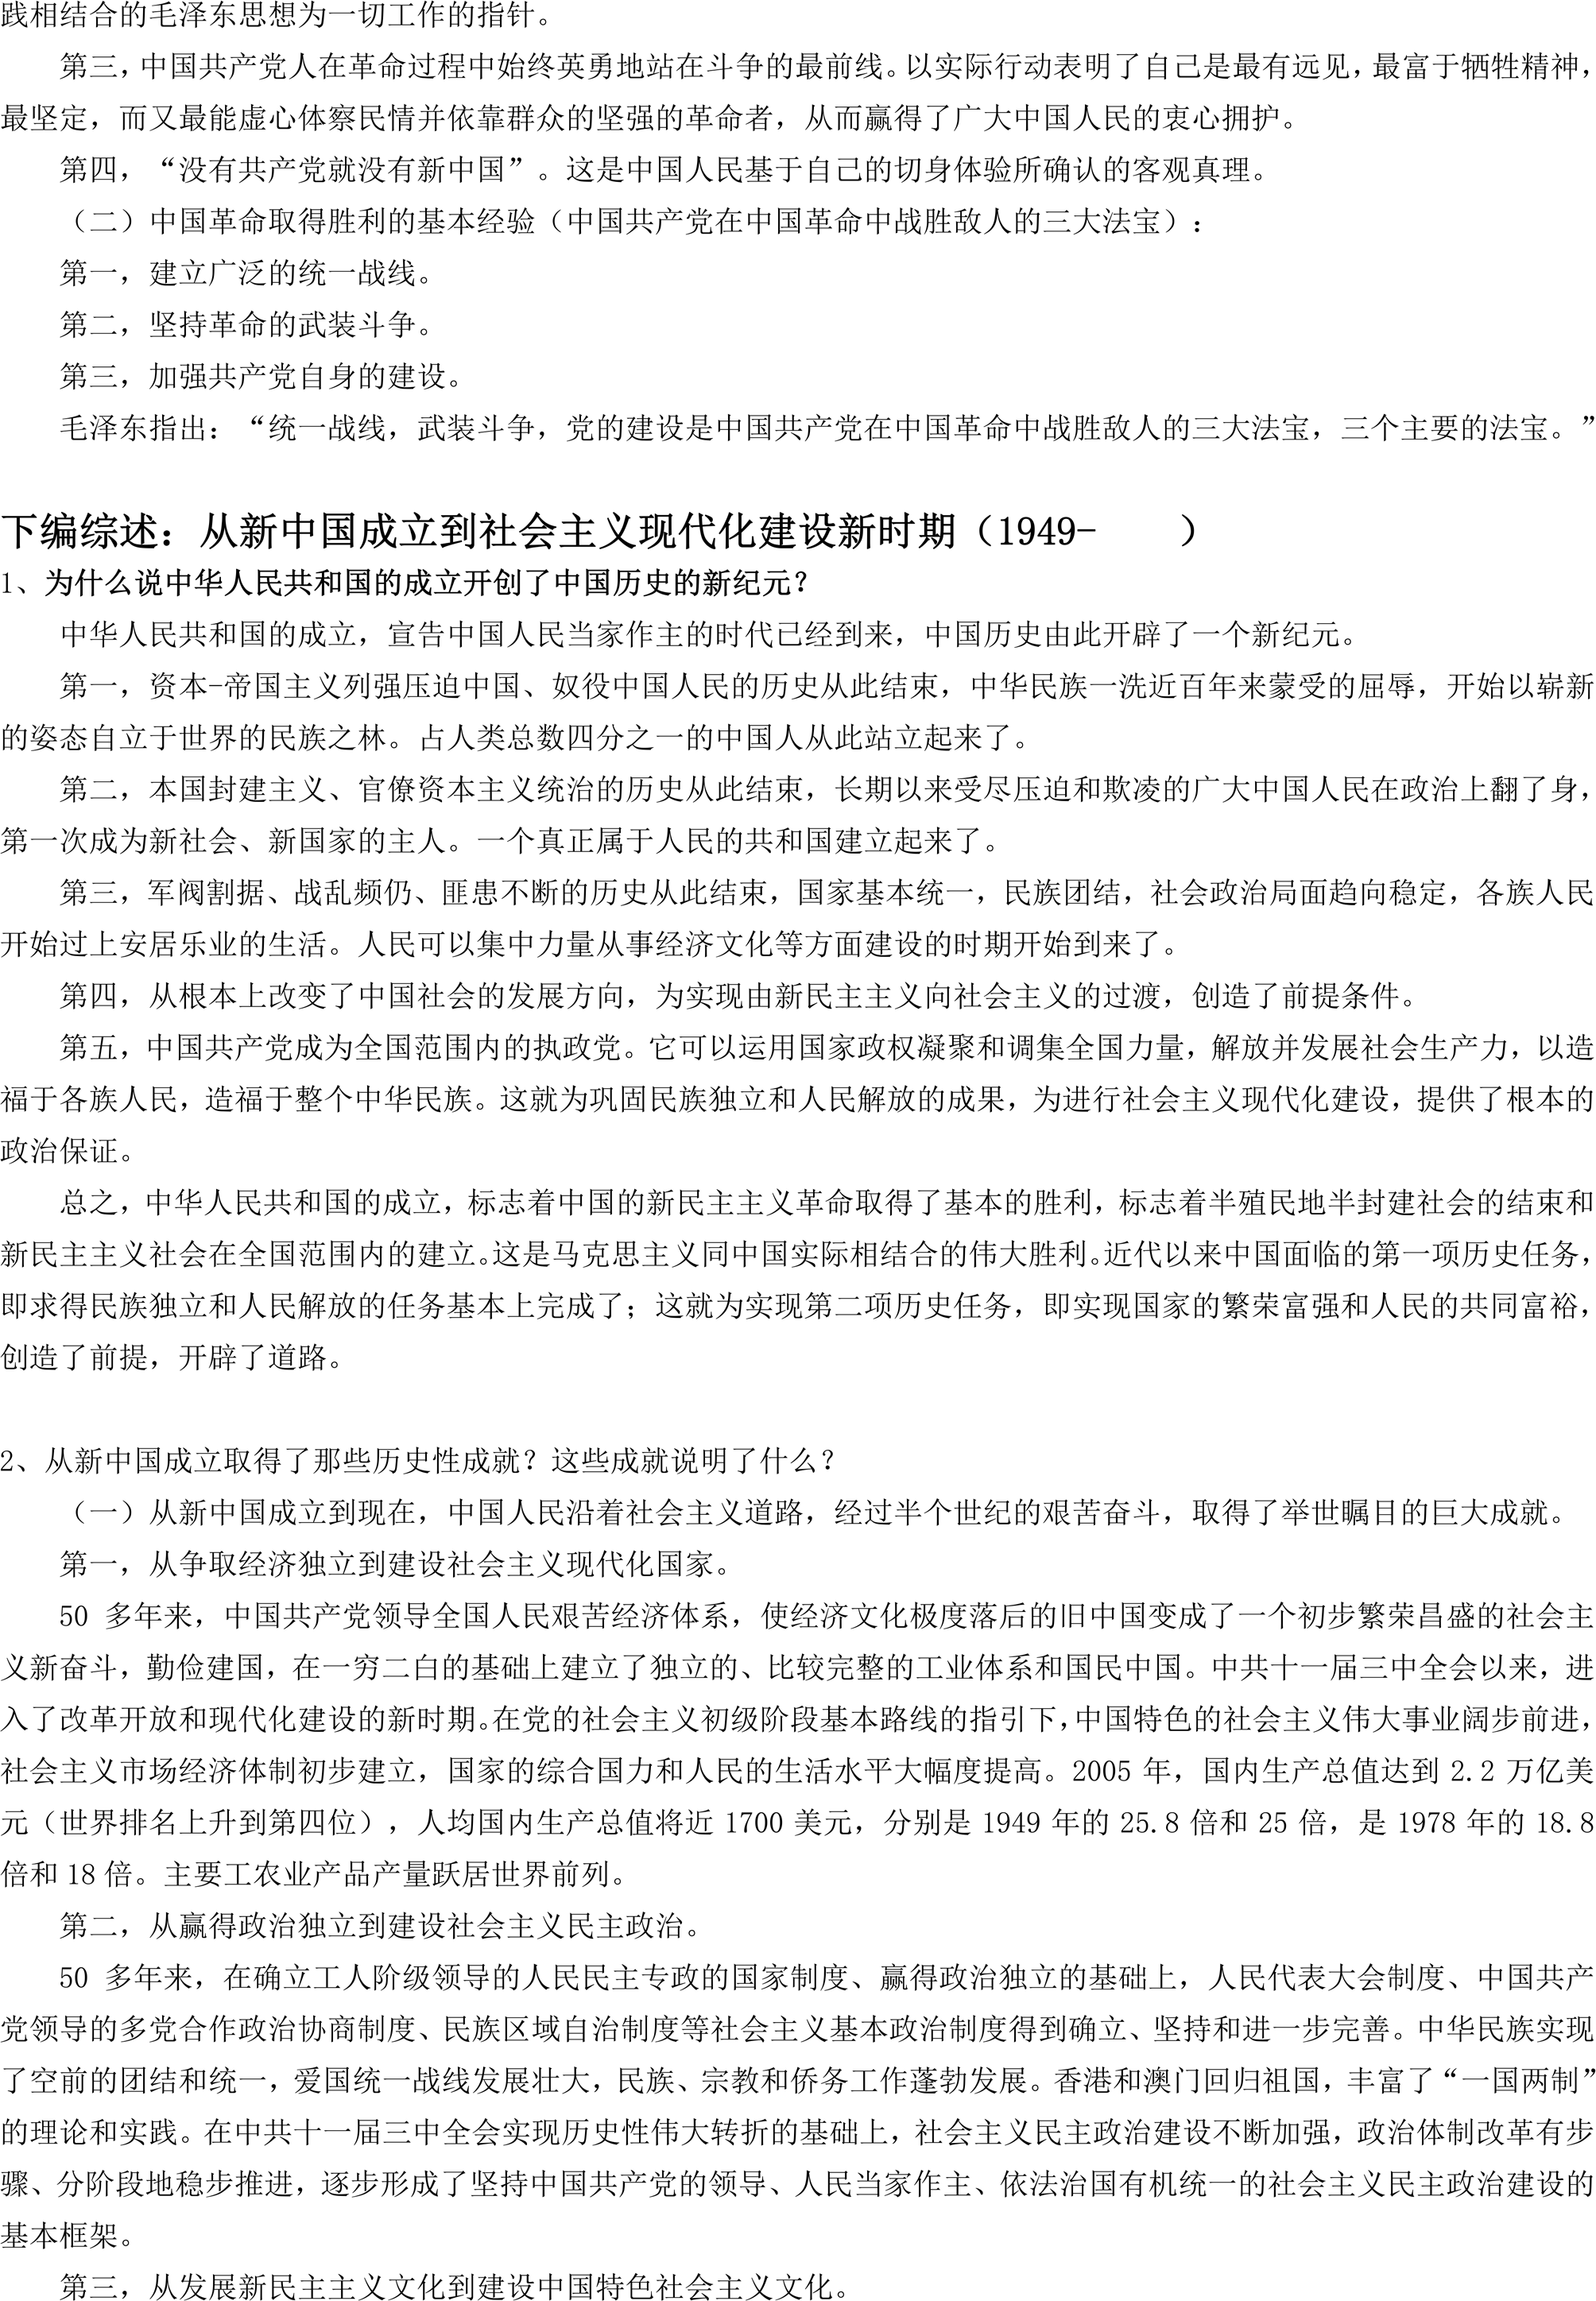 践相结合的毛泽东思想为一切工作的指针。
第三，中国共产党人在革命过程中始终英勇地站在斗争的最前线。以实际行动表明了自己是最有远见，最富于牺牲精神，
最坚定，而又最能虚心体察民情并依靠群众的坚强的革命者，从而赢得了广大中国人民的衷心拥护。
第四，“没有共产党就没有新中国”。这是中国人民基于自己的切身体验所确认的客观真理。
（二）中国革命取得胜利的基本经验（中国共产党在中国革命中战胜敌人的三大法宝）：
第一，建立广泛的统一战线。
第二，坚持革命的武装斗争。
第三，加强共产党自身的建设。
毛泽东指出：“统一战线，武装斗争，党的建设是中国共产党在中国革命中战胜敌人的三大法宝，三个主要的法宝。”
下编综述：从新中国成立到社会主义现代化建设新时期（1949-    ）
1、为什么说中华人民共和国的成立开创了中国历史的新纪元？
中华人民共和国的成立，宣告中国人民当家作主的时代已经到来，中国历史由此开辟了一个新纪元。
第一，资本-帝国主义列强压迫中国、奴役中国人民的历史从此结束，中华民族一洗近百年来蒙受的屈辱，开始以崭新
的姿态自立于世界的民族之林。占人类总数四分之一的中国人从此站立起来了。
第二，本国封建主义、官僚资本主义统治的历史从此结束，长期以来受尽压迫和欺凌的广大中国人民在政治上翻了身，
第一次成为新社会、新国家的主人。一个真正属于人民的共和国建立起来了。
第三，军阀割据、战乱频仍、匪患不断的历史从此结束，国家基本统一，民族团结，社会政治局面趋向稳定，各族人民
开始过上安居乐业的生活。人民可以集中力量从事经济文化等方面建设的时期开始到来了。
第四，从根本上改变了中国社会的发展方向，为实现由新民主主义向社会主义的过渡，创造了前提条件。
第五，中国共产党成为全国范围内的执政党。它可以运用国家政权凝聚和调集全国力量，解放并发展社会生产力，以造
福于各族人民，造福于整个中华民族。这就为巩固民族独立和人民解放的成果，为进行社会主义现代化建设，提供了根本的
政治保证。
总之，中华人民共和国的成立，标志着中国的新民主主义革命取得了基本的胜利，标志着半殖民地半封建社会的结束和
新民主主义社会在全国范围内的建立。这是马克思主义同中国实际相结合的伟大胜利。近代以来中国面临的第一项历史任务，
即求得民族独立和人民解放的任务基本上完成了；这就为实现第二项历史任务，即实现国家的繁荣富强和人民的共同富裕，
创造了前提，开辟了道路。
2、从新中国成立取得了那些历史性成就？这些成就说明了什么？
（一）从新中国成立到现在，中国人民沿着社会主义道路，经过半个世纪的艰苦奋斗，取得了举世瞩目的巨大成就。
第一，从争取经济独立到建设社会主义现代化国家。
50 多年来，中国共产党领导全国人民艰苦经济体系，使经济文化极度落后的旧中国变成了一个初步繁荣昌盛的社会主
义新奋斗，勤俭建国，在一穷二白的基础上建立了独立的、比较完整的工业体系和国民中国。中共十一届三中全会以来，进
入了改革开放和现代化建设的新时期。在党的社会主义初级阶段基本路线的指引下，中国特色的社会主义伟大事业阔步前进，
社会主义市场经济体制初步建立，国家的综合国力和人民的生活水平大幅度提高。2005 年，国内生产总值达到 2.2 万亿美
元（世界排名上升到第四位），人均国内生产总值将近 1700 美元，分别是 1949 年的 25.8 倍和 25 倍，是 1978 年的 18.8
倍和 18 倍。主要工农业产品产量跃居世界前列。
第二，从赢得政治独立到建设社会主义民主政治。
50 多年来，在确立工人阶级领导的人民民主专政的国家制度、赢得政治独立的基础上，人民代表大会制度、中国共产
党领导的多党合作政治协商制度、民族区域自治制度等社会主义基本政治制度得到确立、坚持和进一步完善。中华民族实现
了空前的团结和统一，爱国统一战线发展壮大，民族、宗教和侨务工作蓬勃发展。香港和澳门回归祖国，丰富了“一国两制”
的理论和实践。在中共十一届三中全会实现历史性伟大转折的基础上，社会主义民主政治建设不断加强，政治体制改革有步
骤、分阶段地稳步推进，逐步形成了坚持中国共产党的领导、人民当家作主、依法治国有机统一的社会主义民主政治建设的
基本框架。
第三，从发展新民主主义文化到建设中国特色社会主义文化。